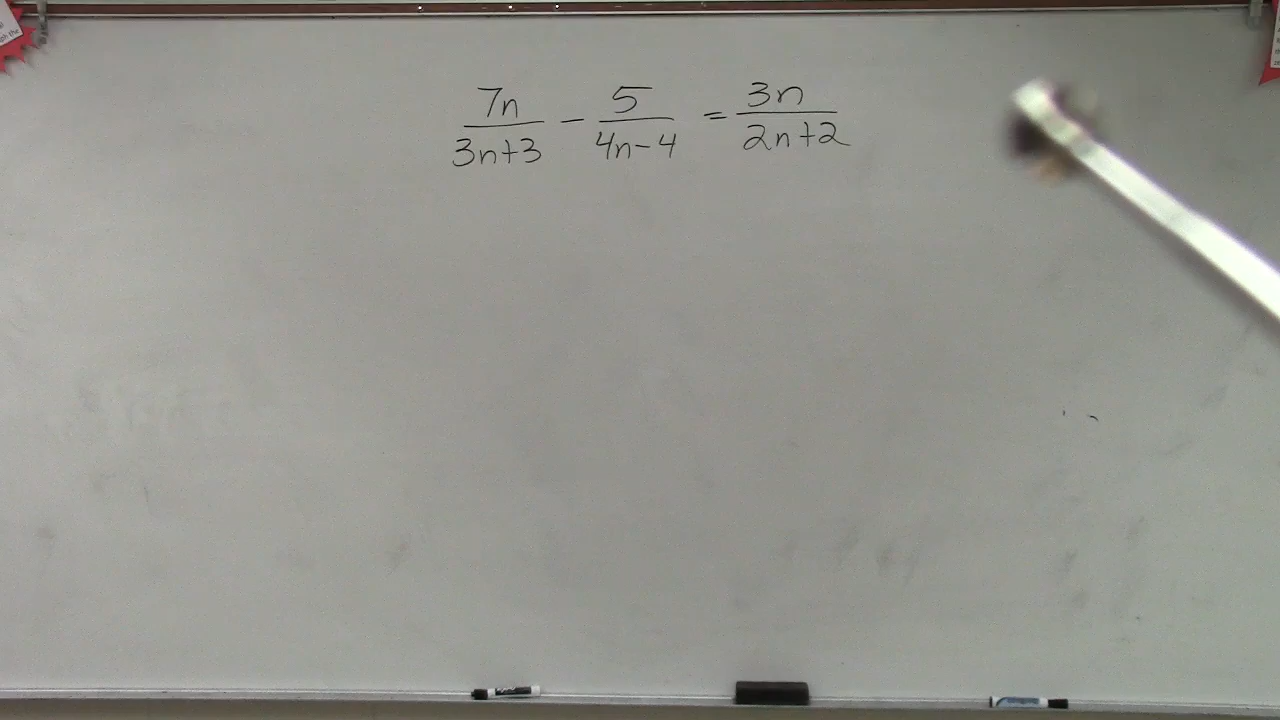 7n/(3n+3) - 5/(4n-4) = 3n/(2n+2)